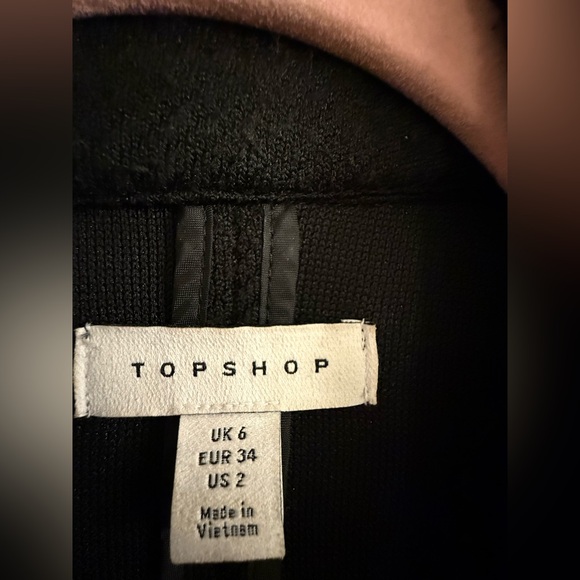 TOPSHOP
UK 6
EUR 34
US 2
Made in
Vietnam